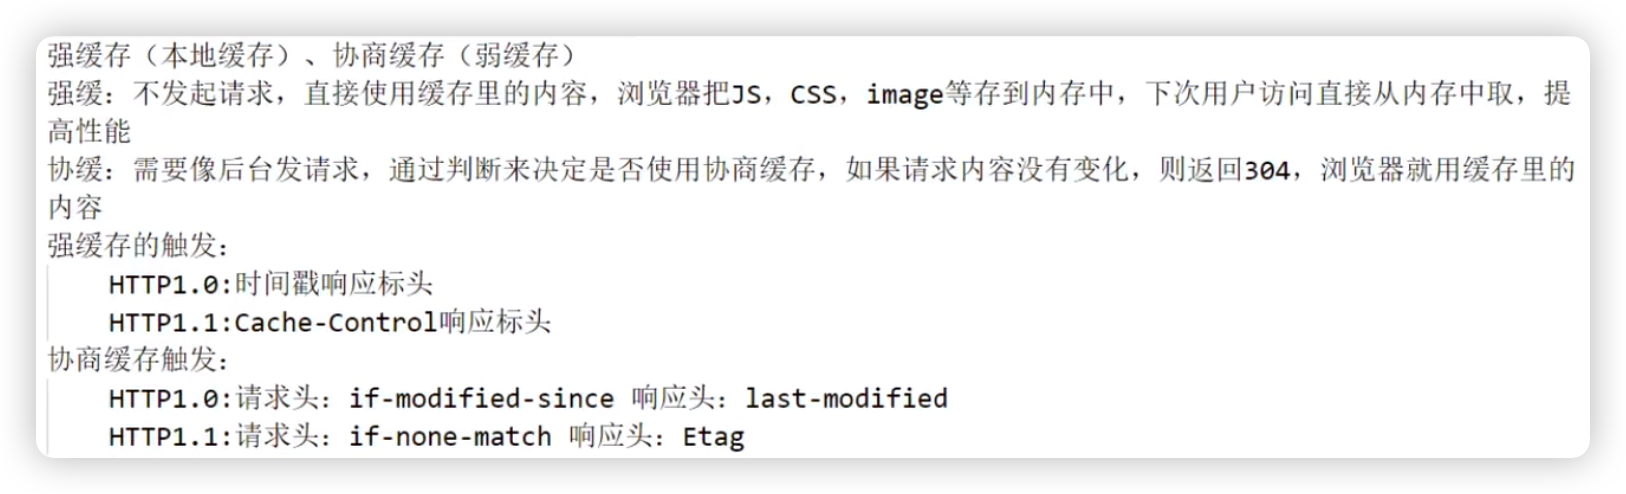 强缓存（本地缓存）、协商缓存（弱缓存）
强缓：不发起请求，直接使用缓存里的内容，浏览器把JS，CSS，image等存到内存中，下次用户访问直接从内存中取，提
高性能
协缓：需要像后台发请求，通过判断来决定是否使用协商缓存，如果请求内容没有变化，则返回304，浏览器就用缓存里的
内容
强缓存的触发：
HTTP1.0:时间戳响应标头
HTTP1.1:Cache-Control响应标头
协商缓存触发：
HTTP1.0:请求头：if-modified-since 响应头：last-modified
HTTP1.1:请求头：if-none-match 响应头：Etag